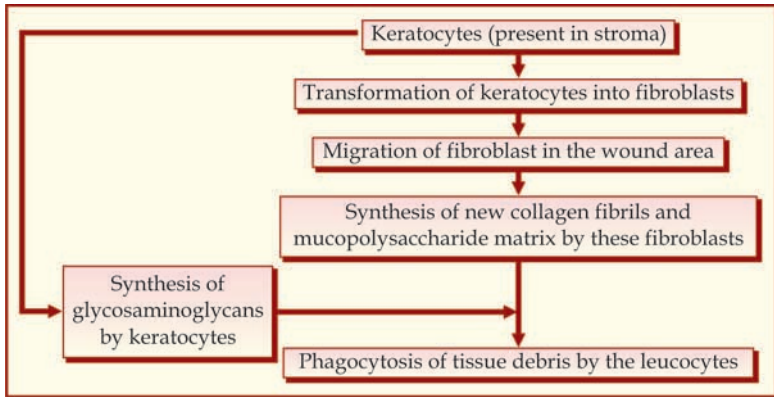 Keratocytes (present in stroma)
Transformation of keratocytes into fibroblasts
Migration of fibroblast in the wound area
Synthesis of new collagen fibrils and
mucopolysaccharide matrix by these fibroblasts
Synthesis of
glycosaminoglycans
by keratocytes
Phagocytosis of tissue debris by the leucocytes